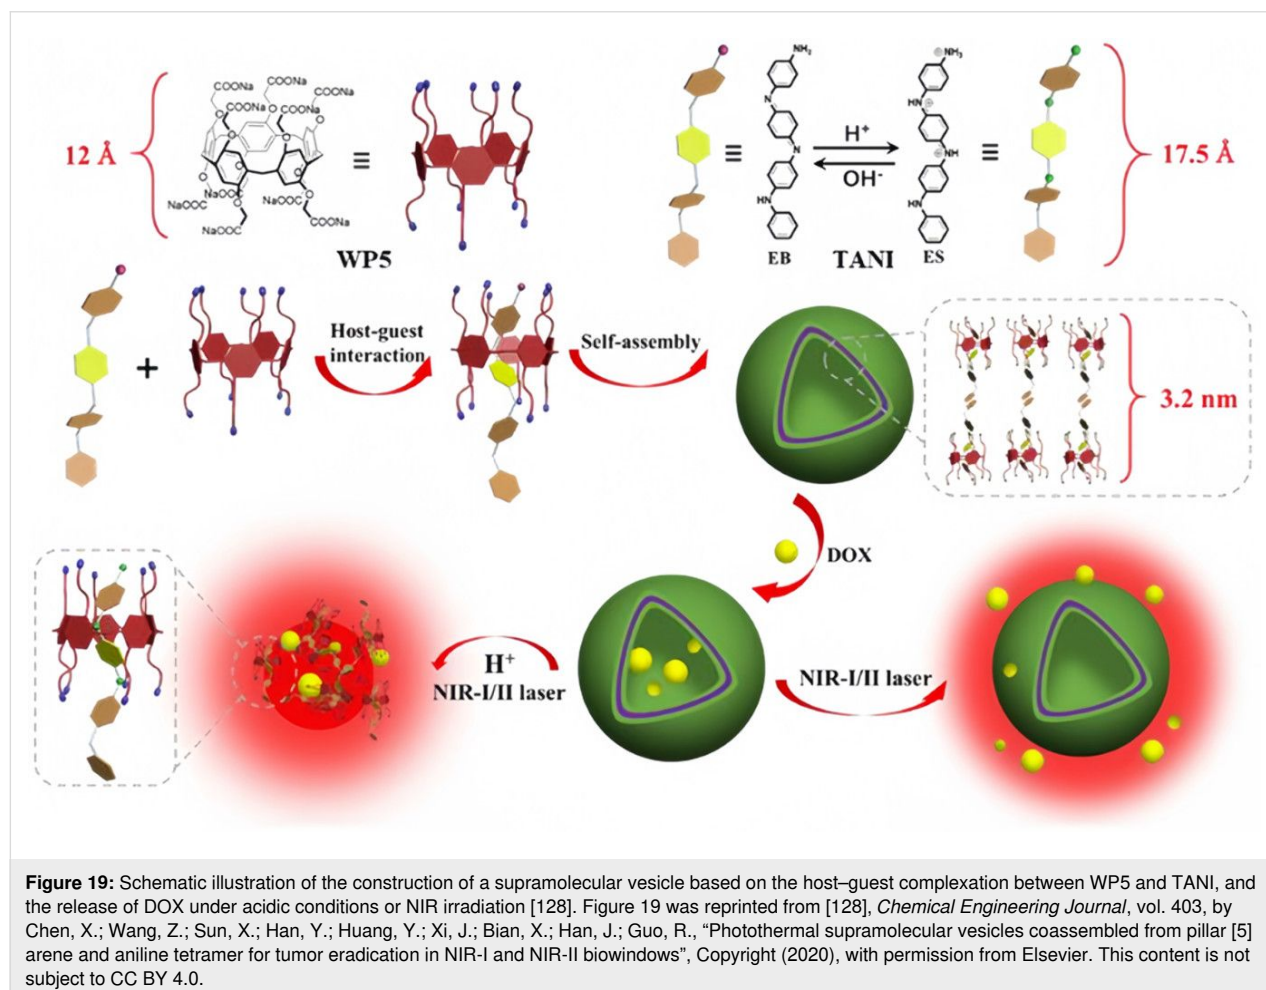 COONa
COONa
COONa
COONa
COONa
NaOOC
NaOOC
COONa
COONa
NaOOC
12 Å
≡
WP5
NH₂
N
N
HN
EB
≡
H⁺
OH⁻
TANI
NH₃
HN
NH
HN
ES
≡
17.5 Å
+
Host-guest
interaction
Self-assembly
3.2 nm
DOX
H⁺
NIR-I/II laser
NIR-I/II laser
Figure 19: Schematic illustration of the construction of a supramolecular vesicle based on the host–guest complexation between WP5 and TANI, and
the release of DOX under acidic conditions or NIR irradiation [128]. Figure 19 was reprinted from [128], Chemical Engineering Journal, vol. 403, by
Chen, X.; Wang, Z.; Sun, X.; Han, Y.; Huang, Y.; Xi, J.; Bian, X.; Han, J.; Guo, R., “Photothermal supramolecular vesicles coassembled from pillar [5]
arene and aniline tetramer for tumor eradication in NIR-I and NIR-II biowindows”, Copyright (2020), with permission from Elsevier. This content is not
subject to CC BY 4.0.